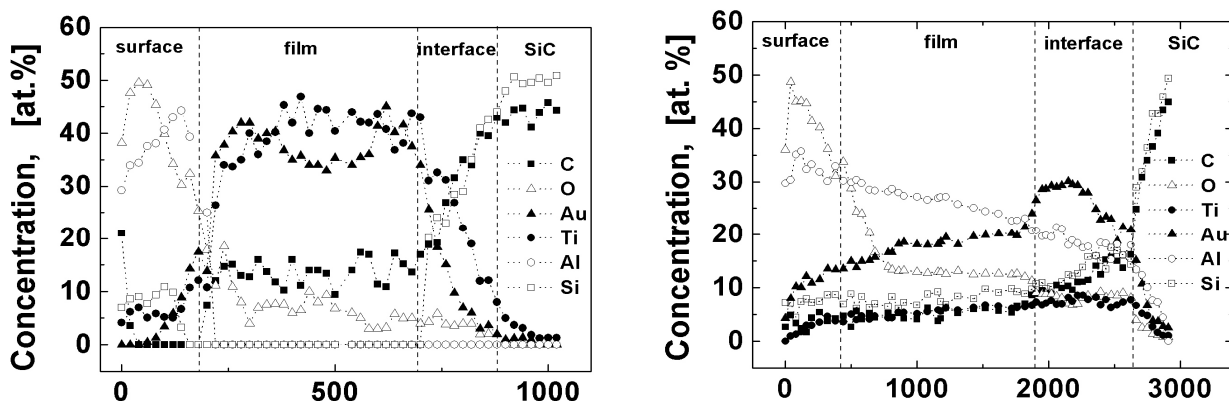 Concentration, [at.%]
60
50
40
30
20
10
0
surface film interface SiC
C
O
Au
Ti
Al
Si
0 500 1000
Concentration, [at. %]
60
50
40
30
20
10
0
surface film interface SiC
C
O
Ti
Au
Al
Si
0 1000 2000 3000